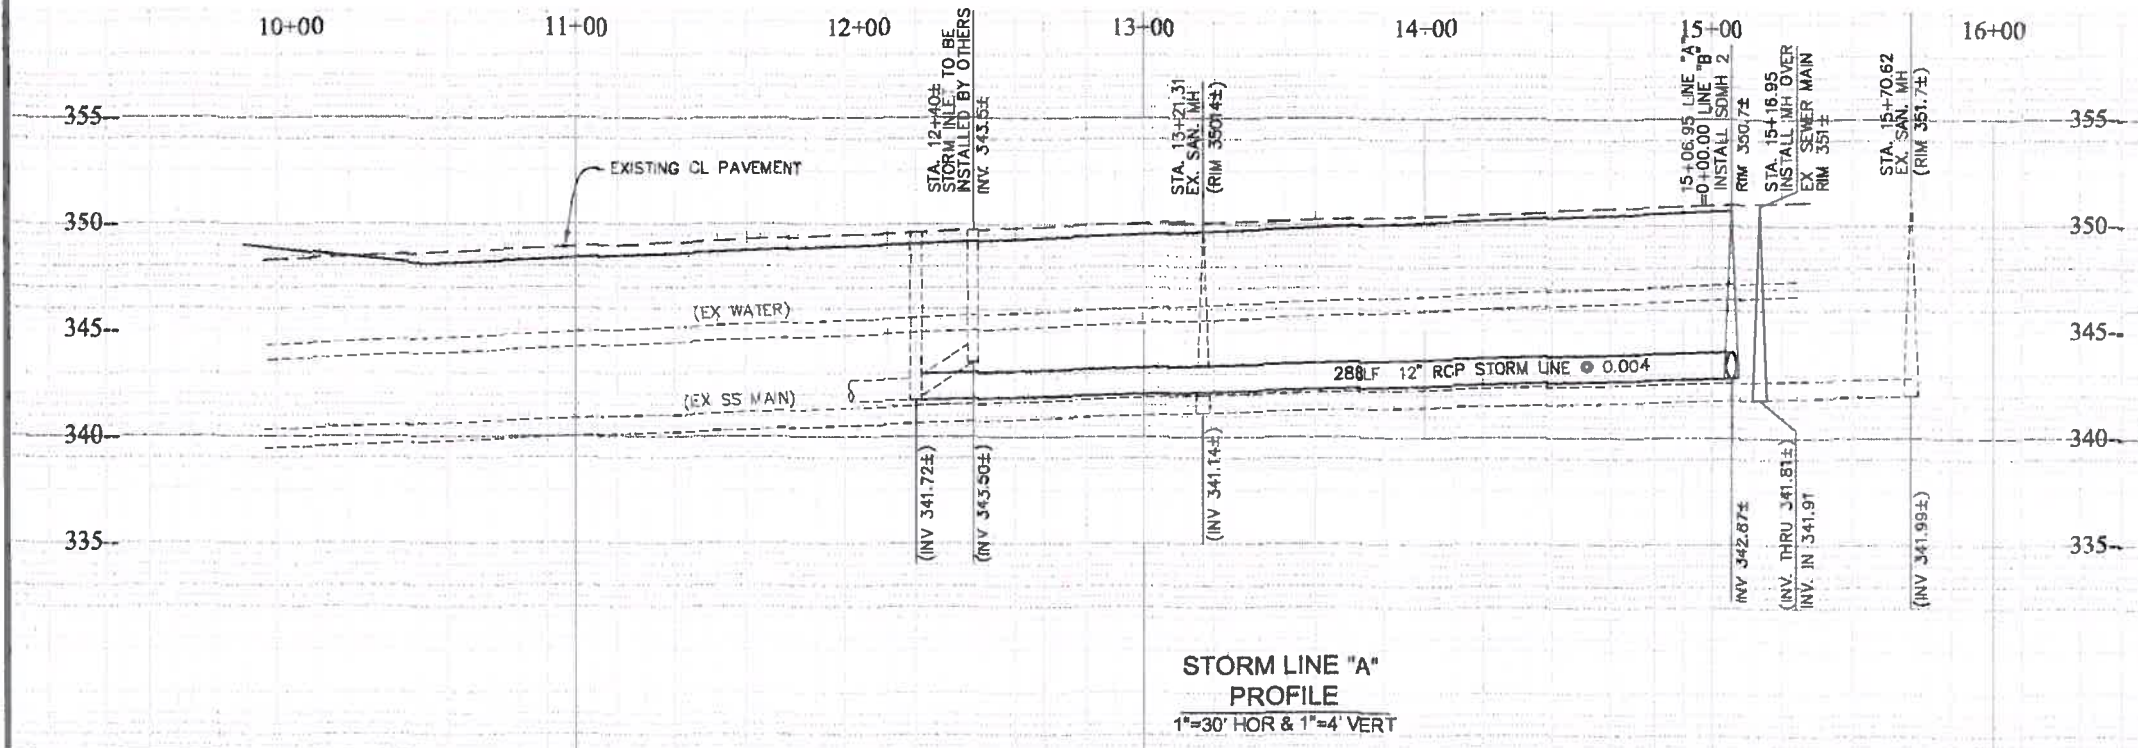 10+00
11+00
12+00
13+00
14+00
15+00
16+00
STA. 12+40±
STORM INLET TO BE
INSTALLED BY OTHERS
INV. 343.5±
STA. 13+21.31
EX. SAN. MH
(RIM 350.14±)
15+06.95 LINE "A"
=0+00.00 LINE "B"
INSTALL SDMH 2
RIM 350.7±
STA. 15+16.95
INSTALL MH OVER
EX SEWER MAIN
RIM 351±
STA. 15+70.62
EX. SAN. MH
(RIM 351.7±)
355
355
EXISTING CL PAVEMENT
350
350
(EX WATER)
345
345
288LF 12" RCP STORM LINE @ 0.004
(EX SS MAIN)
340
340
(INV 341.72±)
(INV 343.50±)
(INV 341.14±)
INV 342.87±
(INV. THRU 341.81±)
INV. IN 341.91
(INV 341.99±)
335
335
STORM LINE "A"
PROFILE
1"=30' HOR & 1"=4' VERT